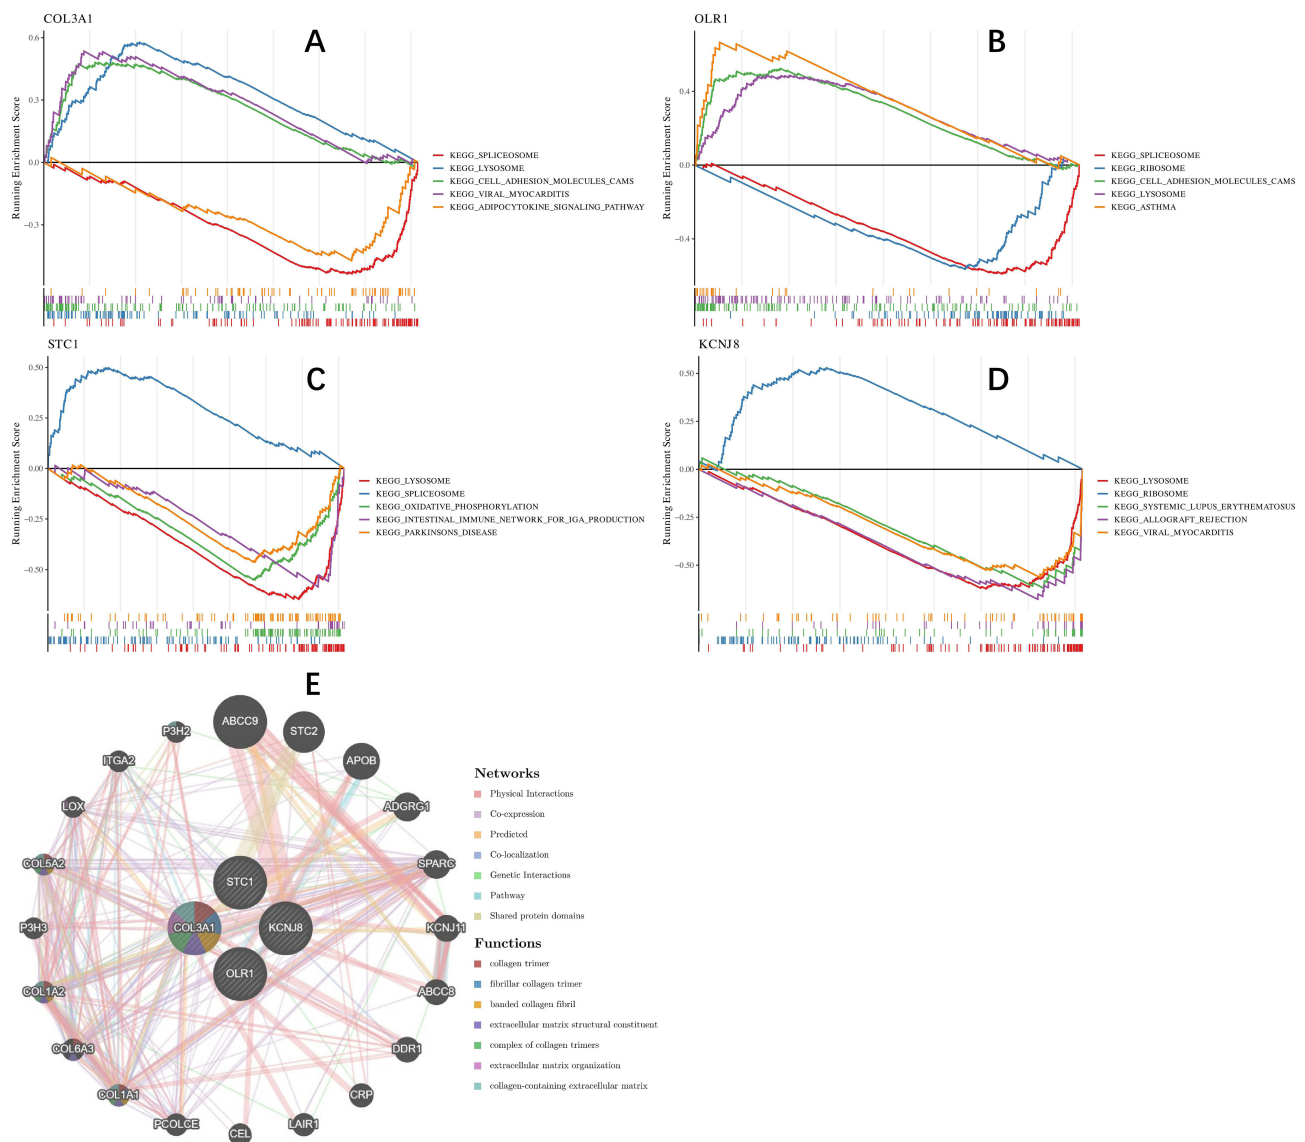 COL3A1
A
Running Enrichment Score
0.6
0.3
0.0
−0.3
KEGG_SPLICEOSOME
KEGG_LYSOSOME
KEGG_CELL_ADHESION_MOLECULES_CAMS
KEGG_VIRAL_MYOCARDITIS
KEGG_ADIPOCYTOKINE_SIGNALING_PATHWAY
OLR1
B
Running Enrichment Score
0.4
0.0
−0.4
KEGG_SPLICEOSOME
KEGG_RIBOSOME
KEGG_CELL_ADHESION_MOLECULES_CAMS
KEGG_LYSOSOME
KEGG_ASTHMA
STC1
C
Running Enrichment Score
0.50
0.25
0.00
−0.25
−0.50
KEGG_LYSOSOME
KEGG_SPLICEOSOME
KEGG_OXIDATIVE_PHOSPHORYLATION
KEGG_INTESTINAL_IMMUNE_NETWORK_FOR_IGA_PRODUCTION
KEGG_PARKINSONS_DISEASE
KCNJ8
D
Running Enrichment Score
0.50
0.25
0.00
−0.25
−0.50
KEGG_LYSOSOME
KEGG_RIBOSOME
KEGG_SYSTEMIC_LUPUS_ERYTHEMATOSUS
KEGG_ALLOGRAFT_REJECTION
KEGG_VIRAL_MYOCARDITIS
E
ABCC9
STC2
P3H2
APOB
ITGA2
ADGRG1
LOX
COL5A2
SPARC
STC1
P3H3
COL3A1
KCNJ8
KCNJ11
OLR1
COL1A2
ABCC8
COL6A3
DDR1
COL1A1
CRP
PCOLCE
LAIR1
CEL
Networks
Physical Interactions
Co-expression
Predicted
Co-localization
Genetic Interactions
Pathway
Shared protein domains
Functions
collagen trimer
fibrillar collagen trimer
banded collagen fibril
extracellular matrix structural constituent
complex of collagen trimers
extracellular matrix organization
collagen-containing extracellular matrix